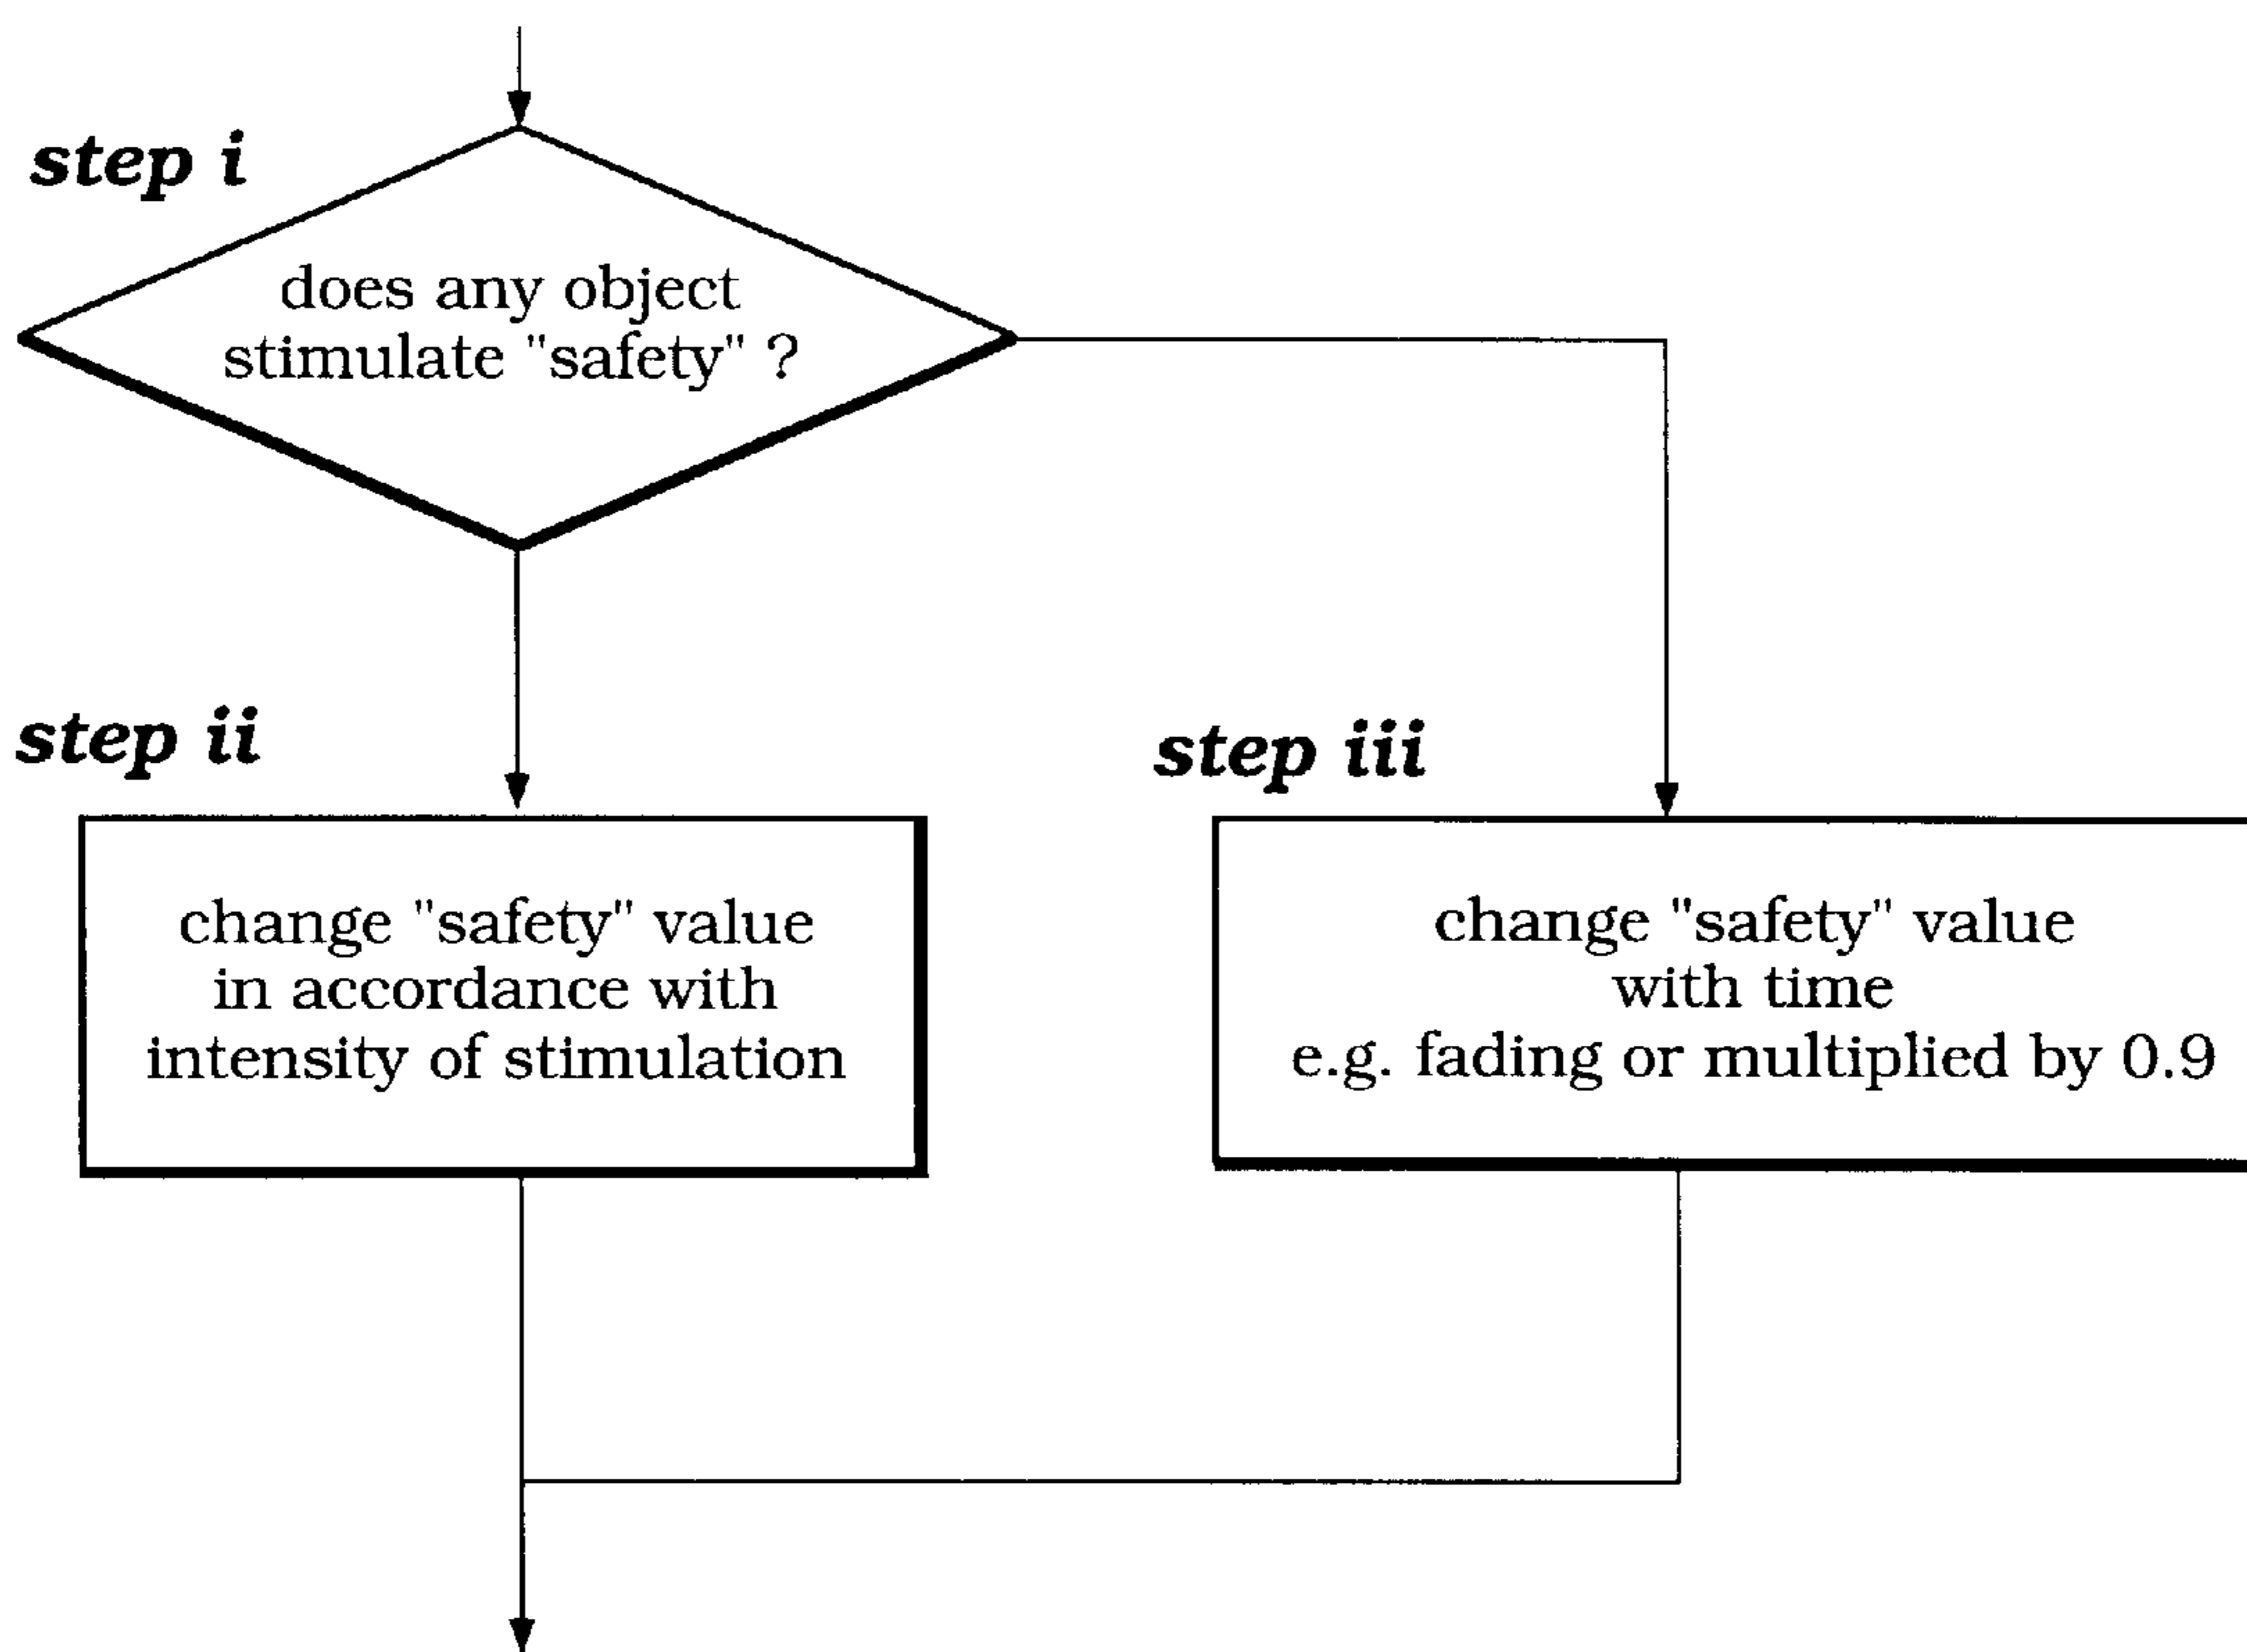 step i
does any object
stimulate "safety" ?
step ii
change "safety" value
in accordance with
intensity of stimulation
step iii
change "safety" value
with time
e.g. fading or multiplied by 0.9